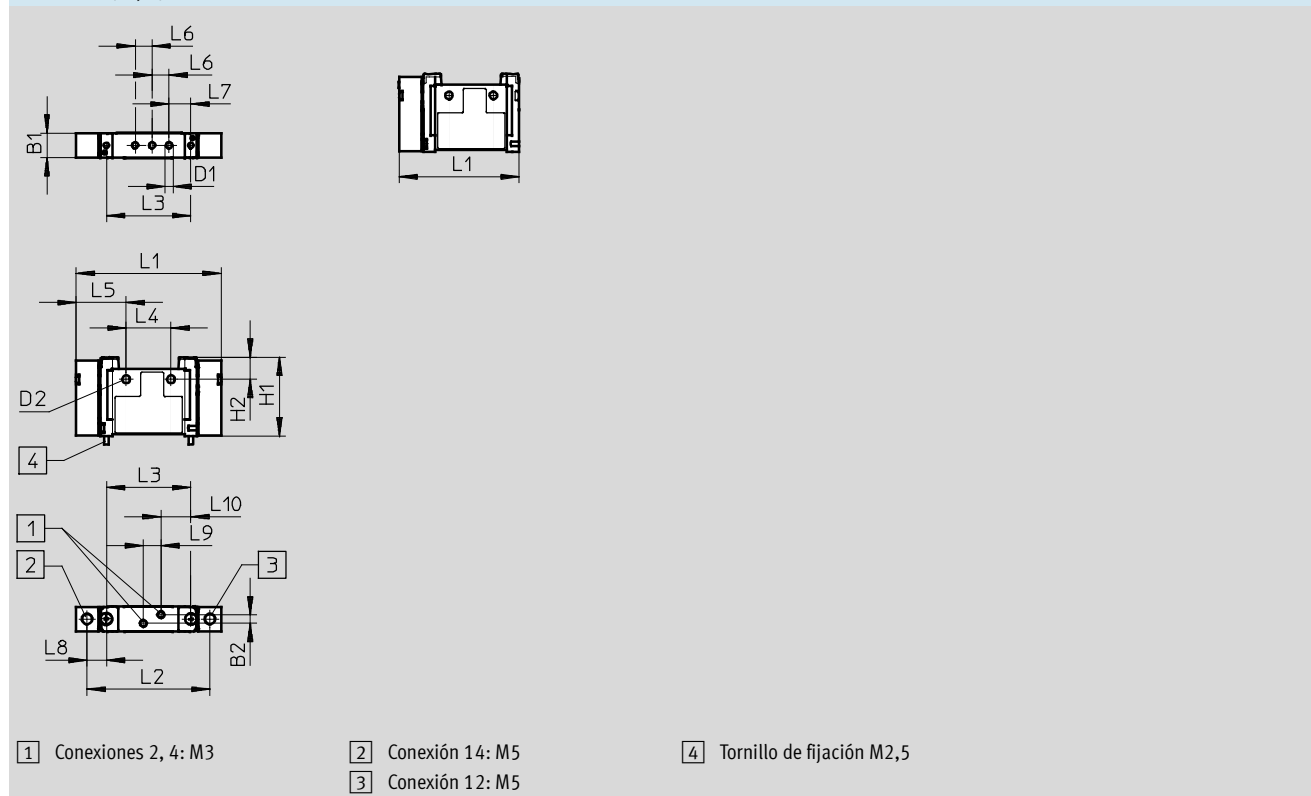 L6
L6
L7
B1
D1
L3
L1
L1
L5
L4
D2
H2
H1
4
L3
L10
1
L9
2
3
L8
B2
L2
1 Conexiones 2, 4: M3
2 Conexión 14: M5
3 Conexión 12: M5
4 Tornillo de fijación M2,5